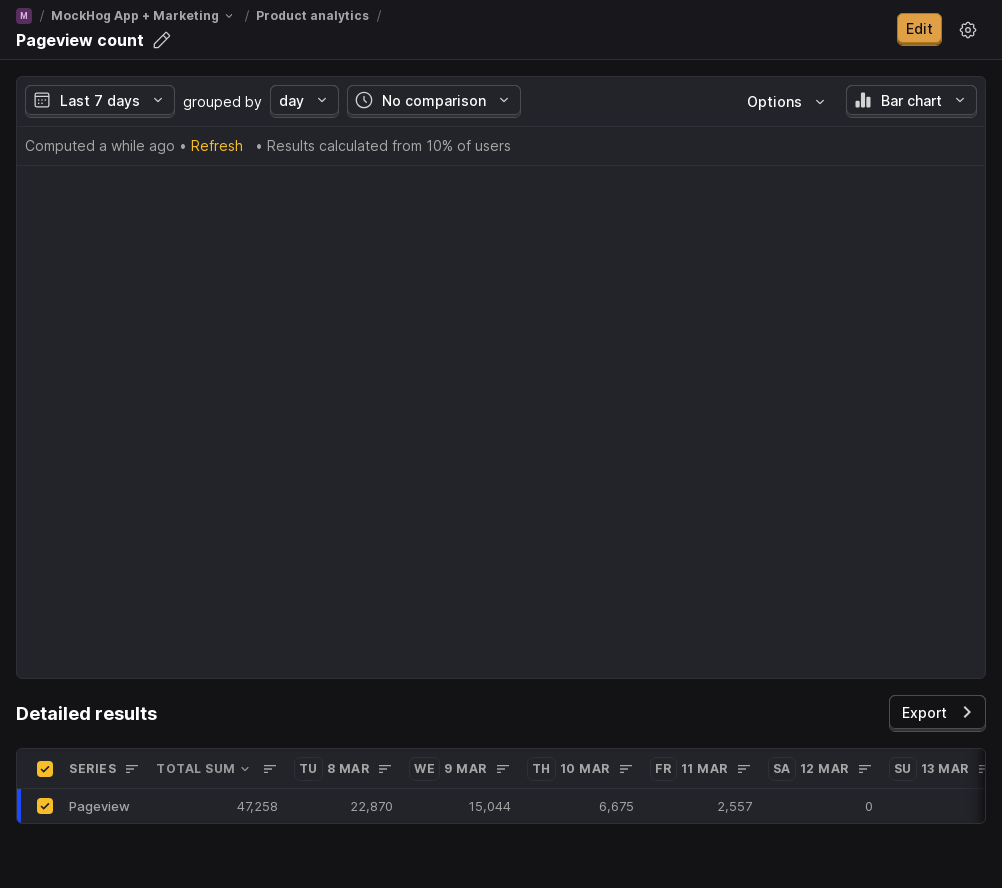 M / MockHog App + Marketing / Product analytics /
Pageview count
Edit
Last 7 days grouped by day No comparison Options Bar chart
Computed a while ago • Refresh • Results calculated from 10% of users
Detailed results
Export
SERIES TOTAL SUM TU 8 MAR WE 9 MAR TH 10 MAR FR 11 MAR SA 12 MAR SU 13 MAR
Pageview 47,258 22,870 15,044 6,675 2,557 0